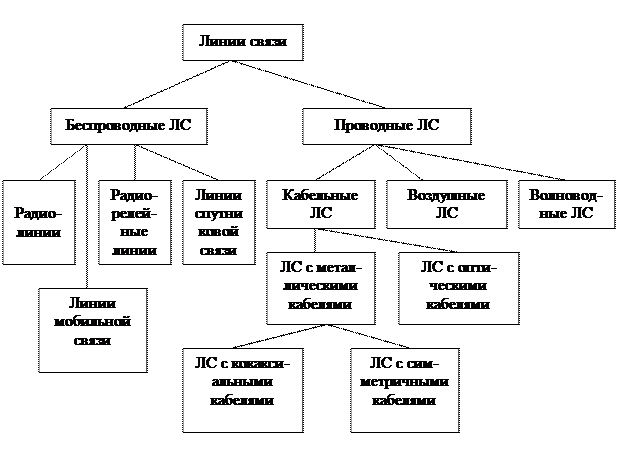 Линии связи
Беспроводные ЛС
Проводные ЛС
Радио-
линии
Радио-
релей-
ные
линии
Линии
спутни
ковой
связи
Кабельные
ЛС
Воздушные
ЛС
Волновод-
ные ЛС
Линии
мобильной
связи
ЛС с метал-
лическими
кабелями
ЛС с опти-
ческими
кабелями
ЛС с коакси-
альными
кабелями
ЛС с сим-
метричными
кабелями